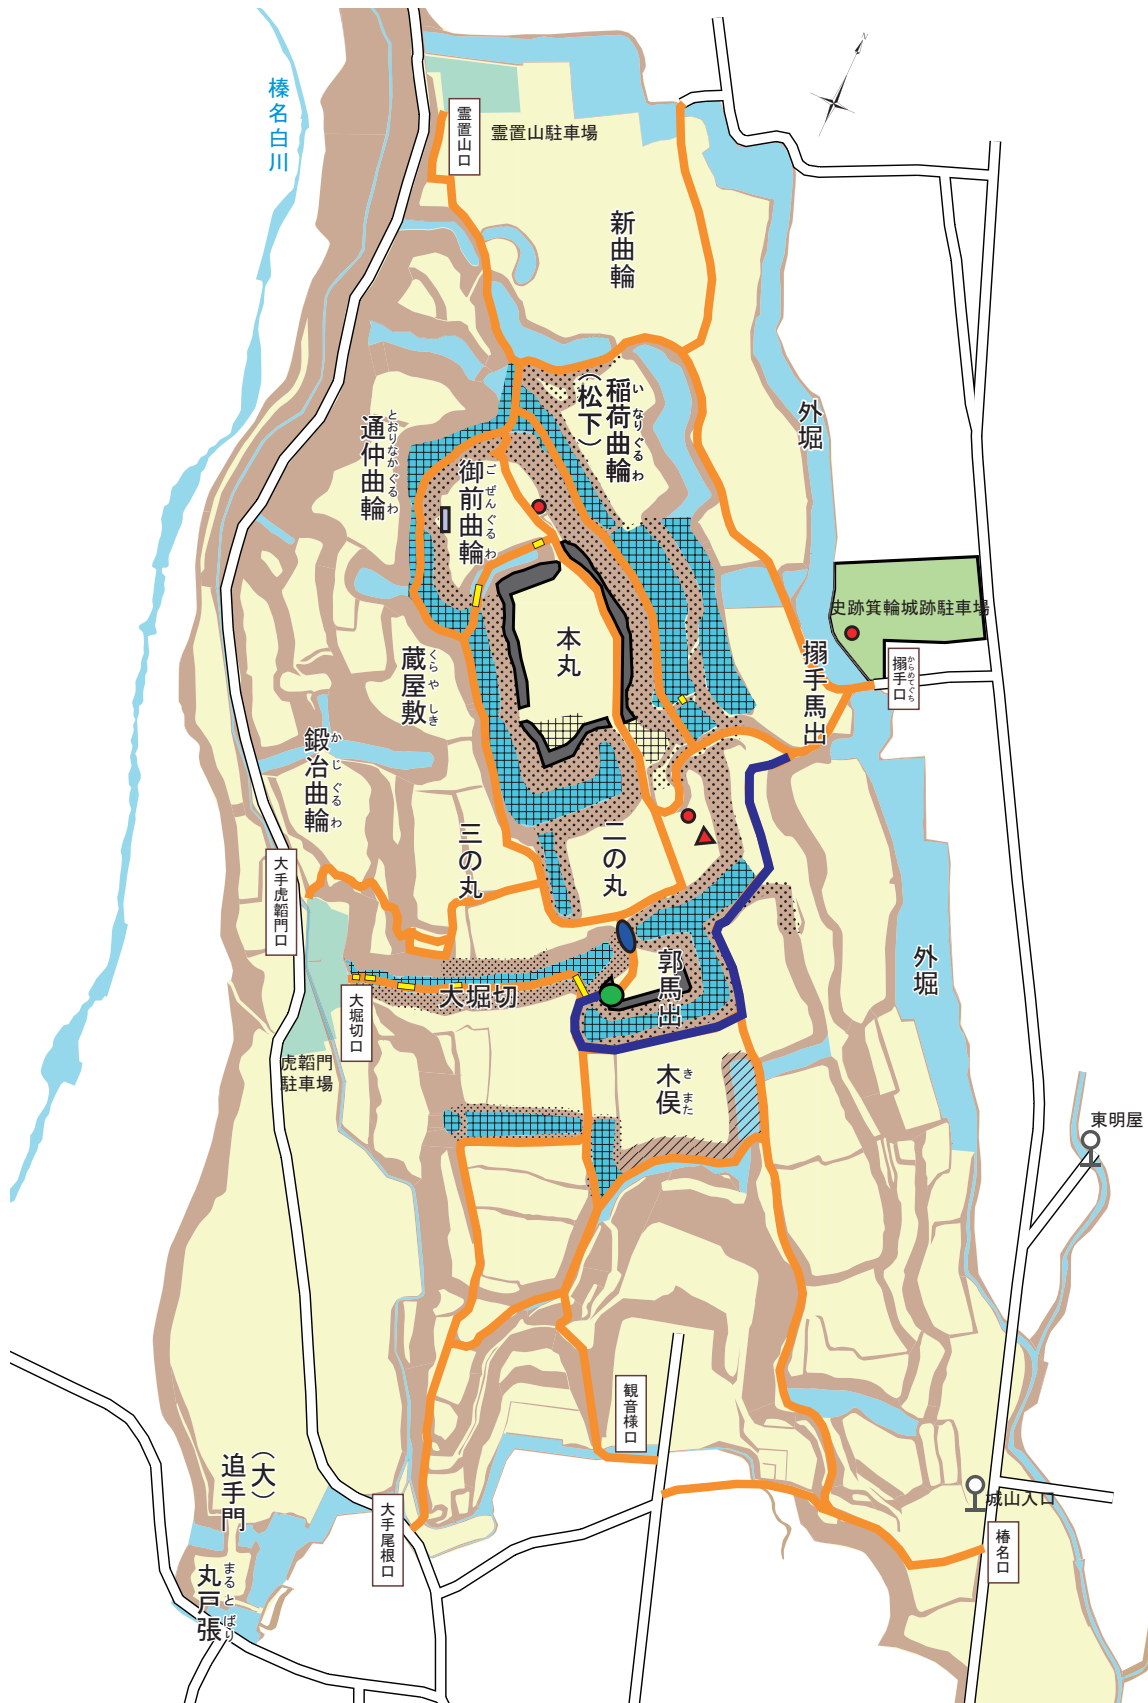 N
榛名白川
霊置山口
霊置山駐車場
新曲輪
稲荷曲輪
いなりぐるわ
（松下）
外堀
通仲曲輪
とおりなかぐるわ
御前曲輪
ごぜんぐるわ
史跡箕輪城跡駐車場
本丸
蔵屋敷
くらやしき
搦手馬出
搦手口
からめてぐち
鍛冶曲輪
かじぐるわ
三の丸
二の丸
大手虎韜門口
郭馬出
外堀
大堀切
大堀切口
虎韜門
駐車場
木俣
きまた
東明屋
観音様口
（大）
追手門
大手尾根口
城山入口
椿名口
丸戸張
まるとばり